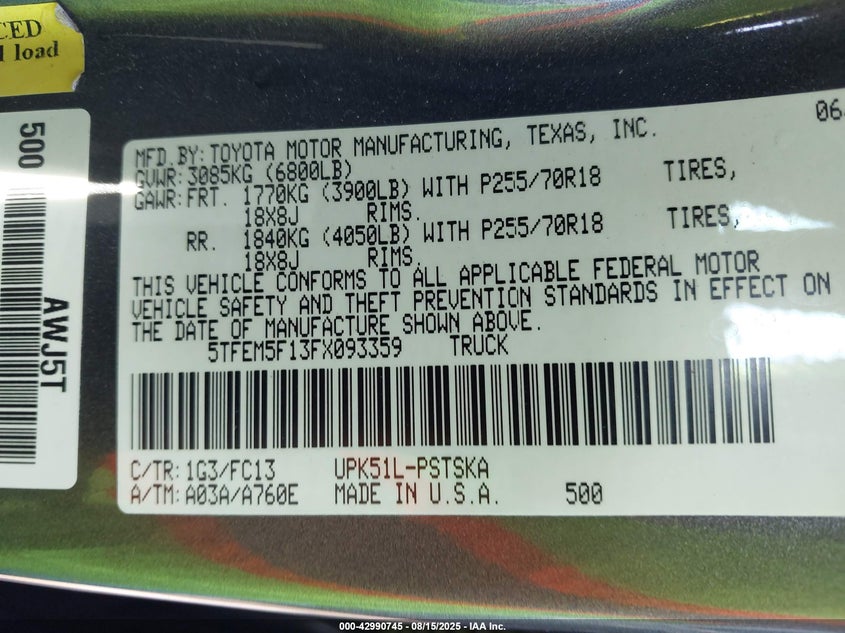 CED
l load
500
AWJ5T
06
MFD.BY:TOYOTA MOTOR MANUFACTURING, TEXAS, INC.
GVWR:3085KG (6800LB)
GAWR:FRT. 1770KG (3900LB) WITH P255/70R18 TIRES,
18X8J RIMS.
RR. 1840KG (4050LB) WITH P255/70R18 TIRES,
18X8J RIMS.
THIS VEHICLE CONFORMS TO ALL APPLICABLE FEDERAL MOTOR
VEHICLE SAFETY AND THEFT PREVENTION STANDARDS IN EFFECT ON
THE DATE OF MANUFACTURE SHOWN ABOVE.
5TFEM5F13FX093359 TRUCK
C/TR:1G3/FC13 UPK51L-PSTSKA
A/TM:A03A/A760E MADE IN U.S.A. 500
000-42990745 - 08/15/2025 - IAA Inc.